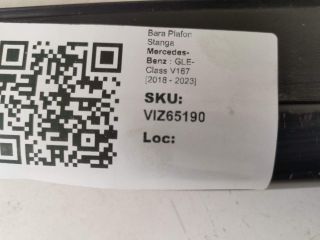 Bara Plafon
Stanga
Mercedes-
Benz : GLE-
Class V167
[2018 - 2023]
SKU:
VIZ65190
Loc: